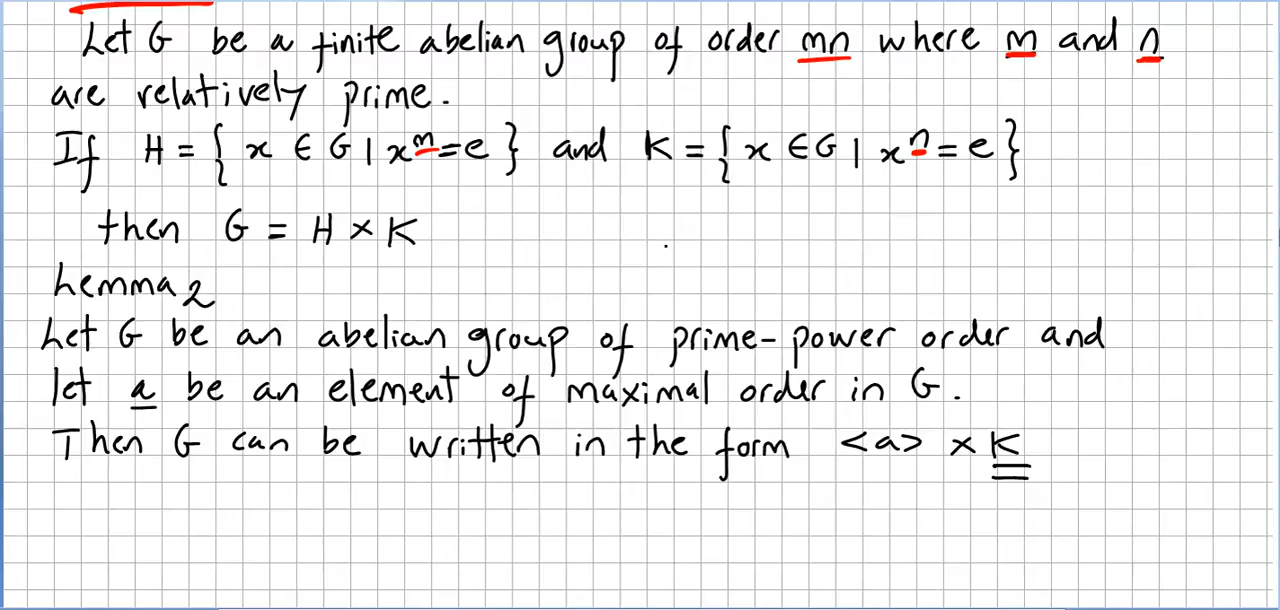 Let G be a finite abelian group of order mn where m and n
are relatively prime.
If H = { x ∈ G | x^m = e } and K = { x ∈ G | x^n = e }
then G = H × K
Lemma 2
Let G be an abelian group of prime-power order and
let a be an element of maximal order in G.
Then G can be written in the form <a> × K